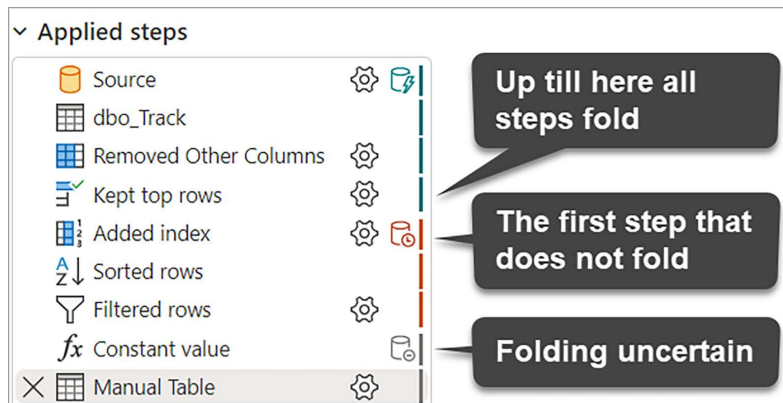 Applied steps
Source
dbo_Track
Removed Other Columns
Kept top rows
Added index
Sorted rows
Filtered rows
fx Constant value
Manual Table
Up till here all
steps fold
The first step that
does not fold
Folding uncertain